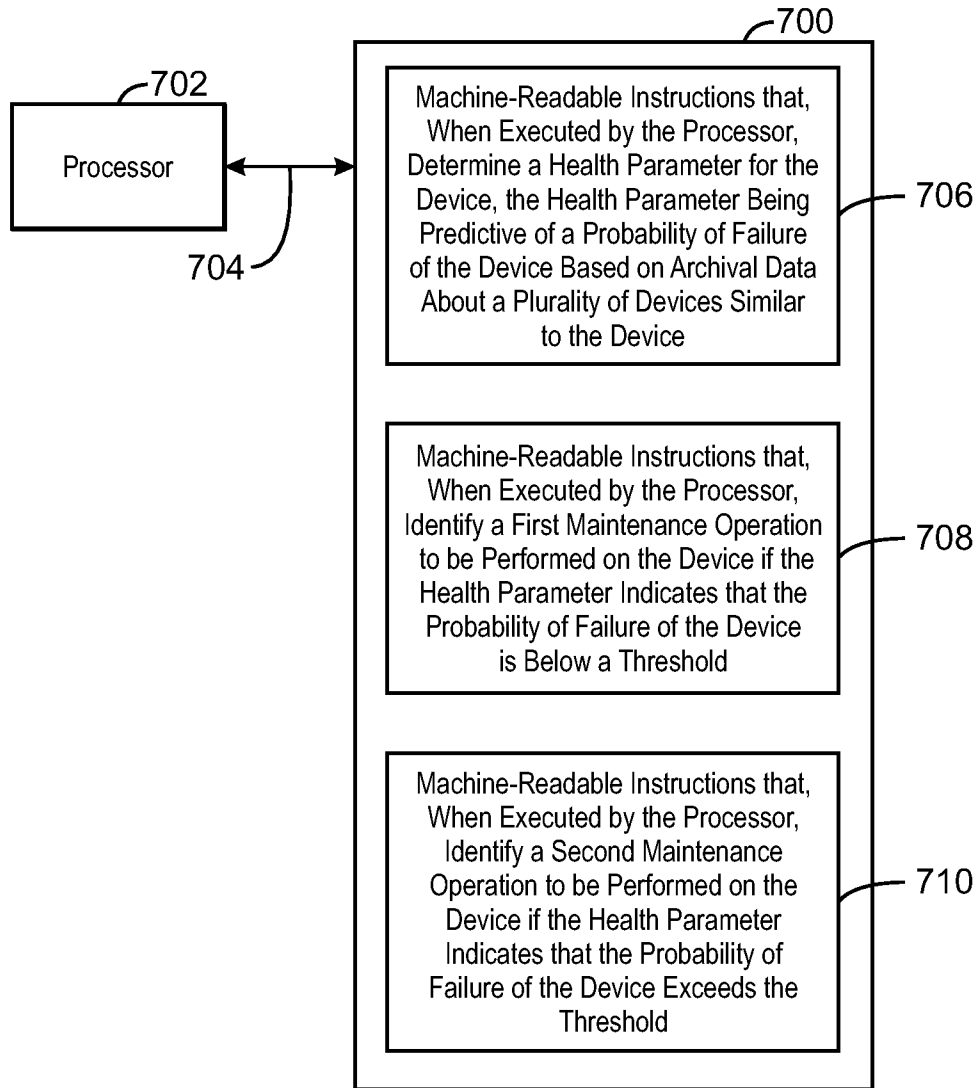 700
702
Processor
704
Machine-Readable Instructions that,
When Executed by the Processor,
Determine a Health Parameter for the
Device, the Health Parameter Being
Predictive of a Probability of Failure
of the Device Based on Archival Data
About a Plurality of Devices Similar
to the Device
706
Machine-Readable Instructions that,
When Executed by the Processor,
Identify a First Maintenance Operation
to be Performed on the Device if the
Health Parameter Indicates that the
Probability of Failure of the Device
is Below a Threshold
708
Machine-Readable Instructions that,
When Executed by the Processor,
Identify a Second Maintenance
Operation to be Performed on the
Device if the Health Parameter
Indicates that the Probability of
Failure of the Device Exceeds the
Threshold
710